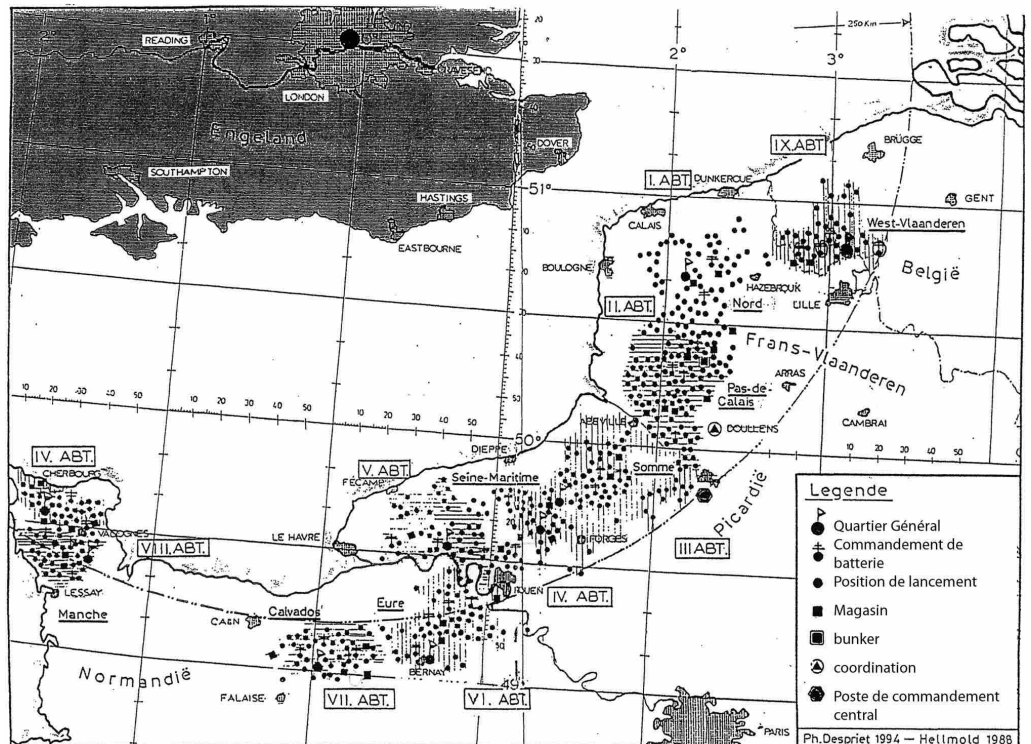 250 Km
2°
3°
READING
LONDON
GRAVESEND
Engeland
SOUTHAMPTON
DOVER
51°
HASTINGS
EASTBOURNE
IX.ABT
BRÜGGE
I. ABT.
DUNKERQUE
GENT
CALAIS
West-Vlaanderen
België
BOULOGNE
HAZEBROUK
LILLE
Nord
II. ABT.
Frans-Vlaanderen
ARRAS
Pas-de-
Calais
CAMBRAI
ABEVILLE
DOULLENS
50°
DIEPPE
Somme
IV. ABT.
CHERBOURG
V. ABT.
FÉCAMP
Seine-Maritime
Picardië
VALOGNES
VIII. ABT.
LE HAVRE
FORGES
III ABT.
ROUEN
IV. ABT.
LESSAY
Manche
CAEN
Calvados
Eure
BERNAY
Normandië
FALAISE
VII. ABT.
VI. ABT.
49°
PARIS
Legende
Quartier Général
Commandement de
batterie
Position de lancement
Magasin
bunker
coordination
Poste de commandement
central
Ph.Despriet 1994 — Hellmold 1988